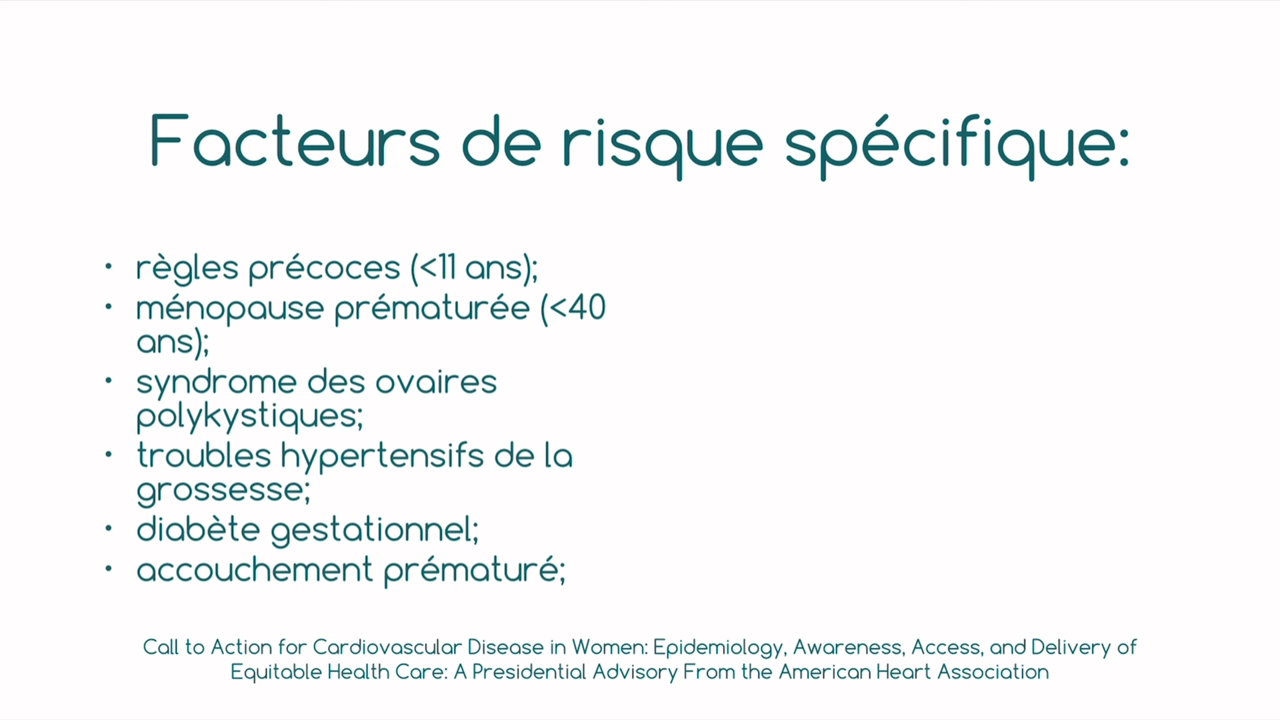 Facteurs de risque spécifique:
• règles précoces (<11 ans);
• ménopause prématurée (<40
ans);
• syndrome des ovaires
polykystiques;
• troubles hypertensifs de la
grossesse;
• diabète gestationnel;
• accouchement prématuré;
Call to Action for Cardiovascular Disease in Women: Epidemiology, Awareness, Access, and Delivery of
Equitable Health Care: A Presidential Advisory From the American Heart Association